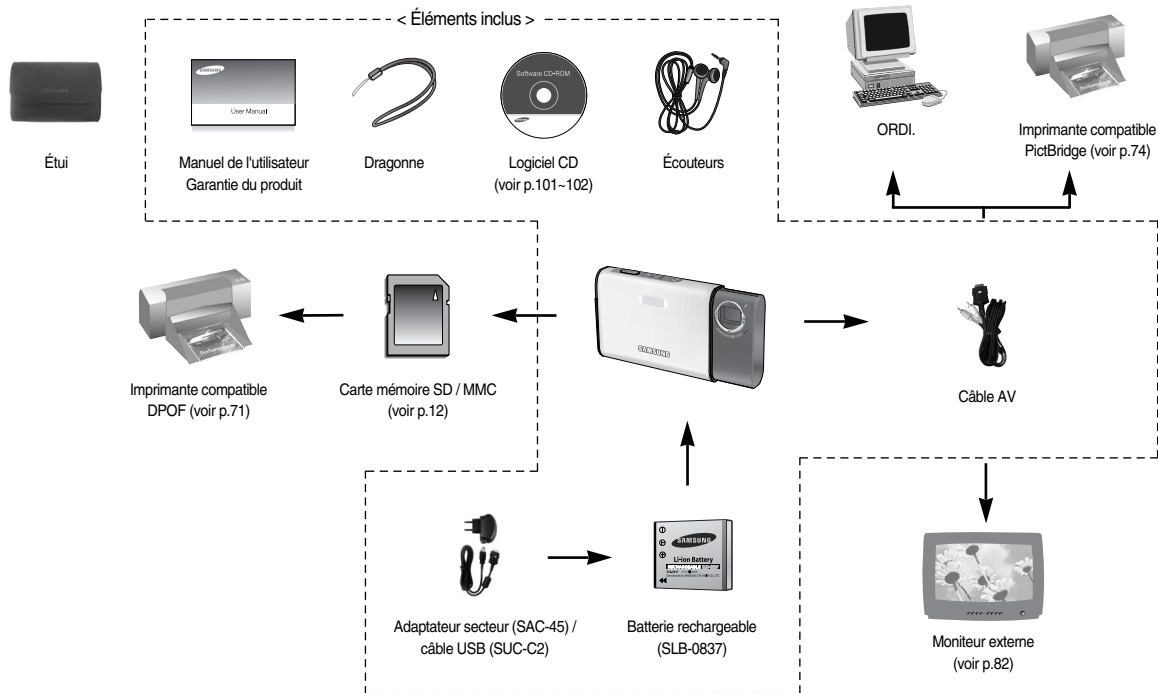 < Éléments inclus >
SAMSUNG
SAMSUNG
User Manual
Software CD-ROM
Étui
Manuel de l'utilisateur
Garantie du produit
Dragonne
Logiciel CD
(voir p.101~102)
Écouteurs
ORDI.
Imprimante compatible
PictBridge (voir p.74)
Imprimante compatible
DPOF (voir p.71)
Carte mémoire SD / MMC
(voir p.12)
SAMSUNG
Câble AV
Adaptateur secteur (SAC-45) /
câble USB (SUC-C2)
SAMSUNG
Li-ion Battery
Batterie rechargeable
(SLB-0837)
Moniteur externe
(voir p.82)